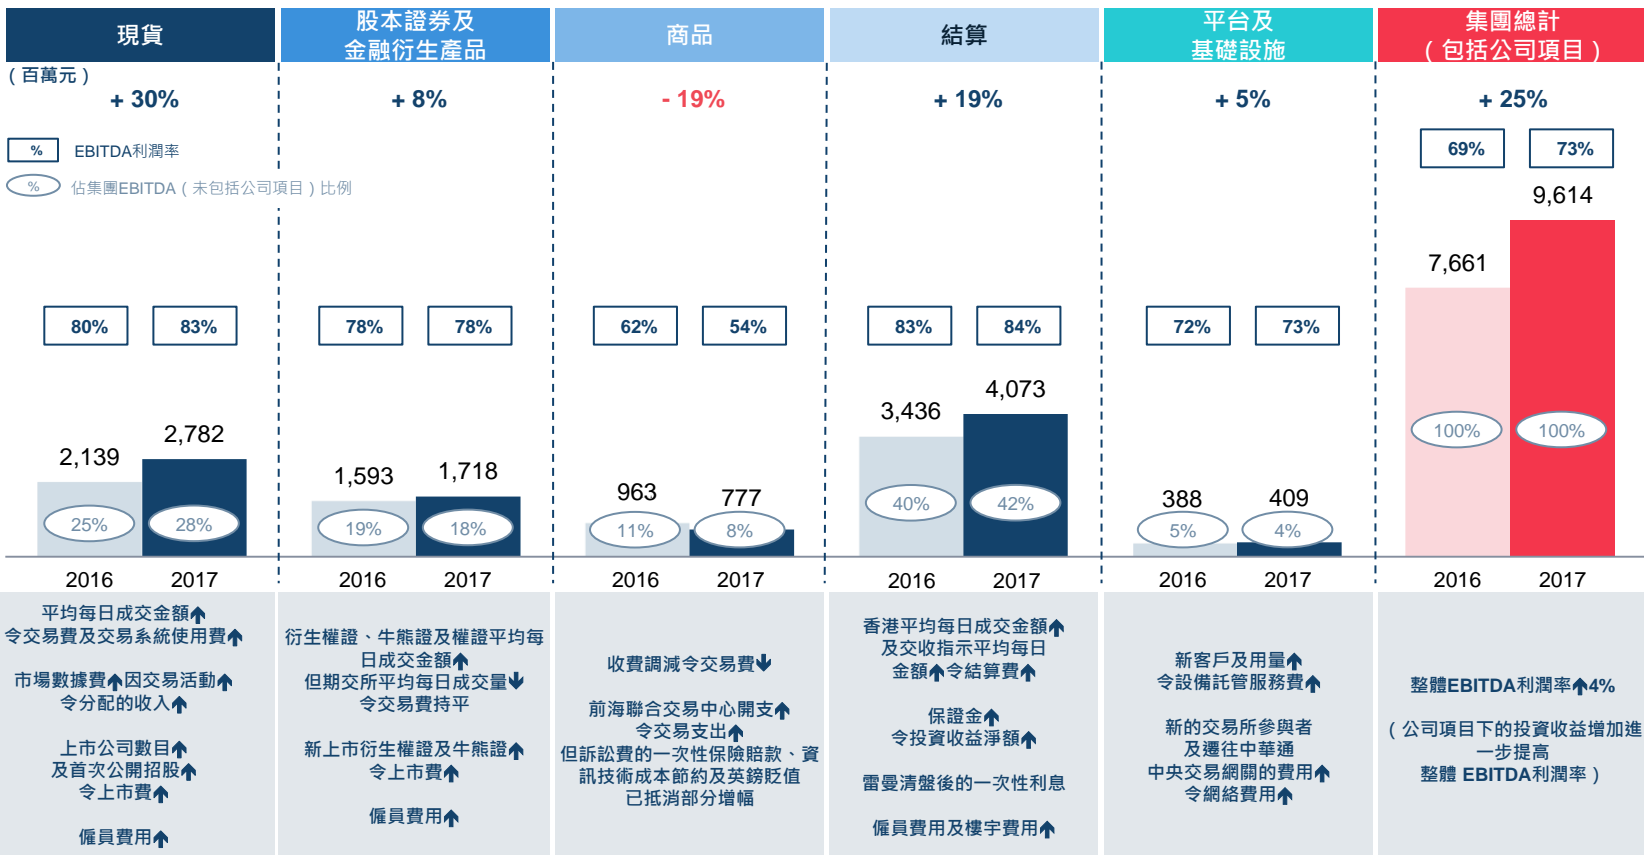 現貨
股本證券及
金融衍生產品
商品
結算
平台及
基礎設施
集團總計
（包括公司項目）
（百萬元）
+ 30%
+ 8%
- 19%
+ 19%
+ 5%
+ 25%
% EBITDA利潤率
% 佔集團EBITDA（未包括公司項目）比例
69% 73%
9,614
7,661
80% 83%
78% 78%
62% 54%
83% 84%
72% 73%
2,139 2,782
1,593 1,718
963 777
3,436 4,073
388 409
25% 28%
19% 18%
11% 8%
40% 42%
5% 4%
100% 100%
2016 2017
2016 2017
2016 2017
2016 2017
2016 2017
2016 2017
平均每日成交金額↑
令交易費及交易系統使用費↑
市場數據費↑因交易活動↑
令分配的收入↑
上市公司數目↑
及首次公開招股↑
令上市費↑
僱員費用↑
衍生權證、牛熊證及權證平均每
日成交金額↑
但期交所平均每日成交量↓
令交易費持平
新上市衍生權證及牛熊證↑
令上市費↑
僱員費用↑
收費調減令交易費↓
前海聯合交易中心開支↑
令交易支出↑
但訴訟費的一次性保險賠款、資
訊技術成本節約及英鎊貶值
已抵消部分增幅
香港平均每日成交金額↑
及交收指示平均每日
金額↑令結算費↑
保證金↑
令投資收益淨額↑
雷曼清盤後的一次性利息
僱員費用及樓宇費用↑
新客戶及用量↑
令設備託管服務費↑
新的交易所參與者
及遷往中華通
中央交易網關的費用↑
令網絡費用↑
整體EBITDA利潤率↑4%
（公司項目下的投資收益增加進
一步提高
整體 EBITDA利潤率）